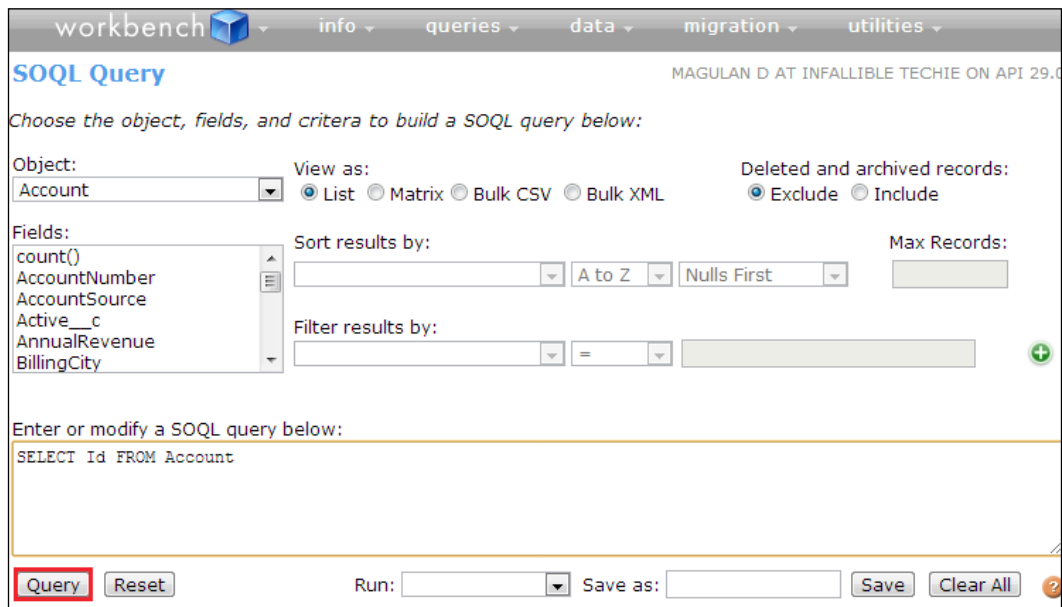 workbench info queries data migration utilities
SOQL Query
MAGULAN D AT INFALLIBLE TECHIE ON API 29.0
Choose the object, fields, and critera to build a SOQL query below:
Object: View as: Deleted and archived records:
Account List Matrix Bulk CSV Bulk XML Exclude Include
Fields: Sort results by: Max Records:
count()
AccountNumber A to Z Nulls First
AccountSource
Active__c
AnnualRevenue Filter results by:
BillingCity =
Enter or modify a SOQL query below:
SELECT Id FROM Account
Query Reset Run: Save as: Save Clear All ?